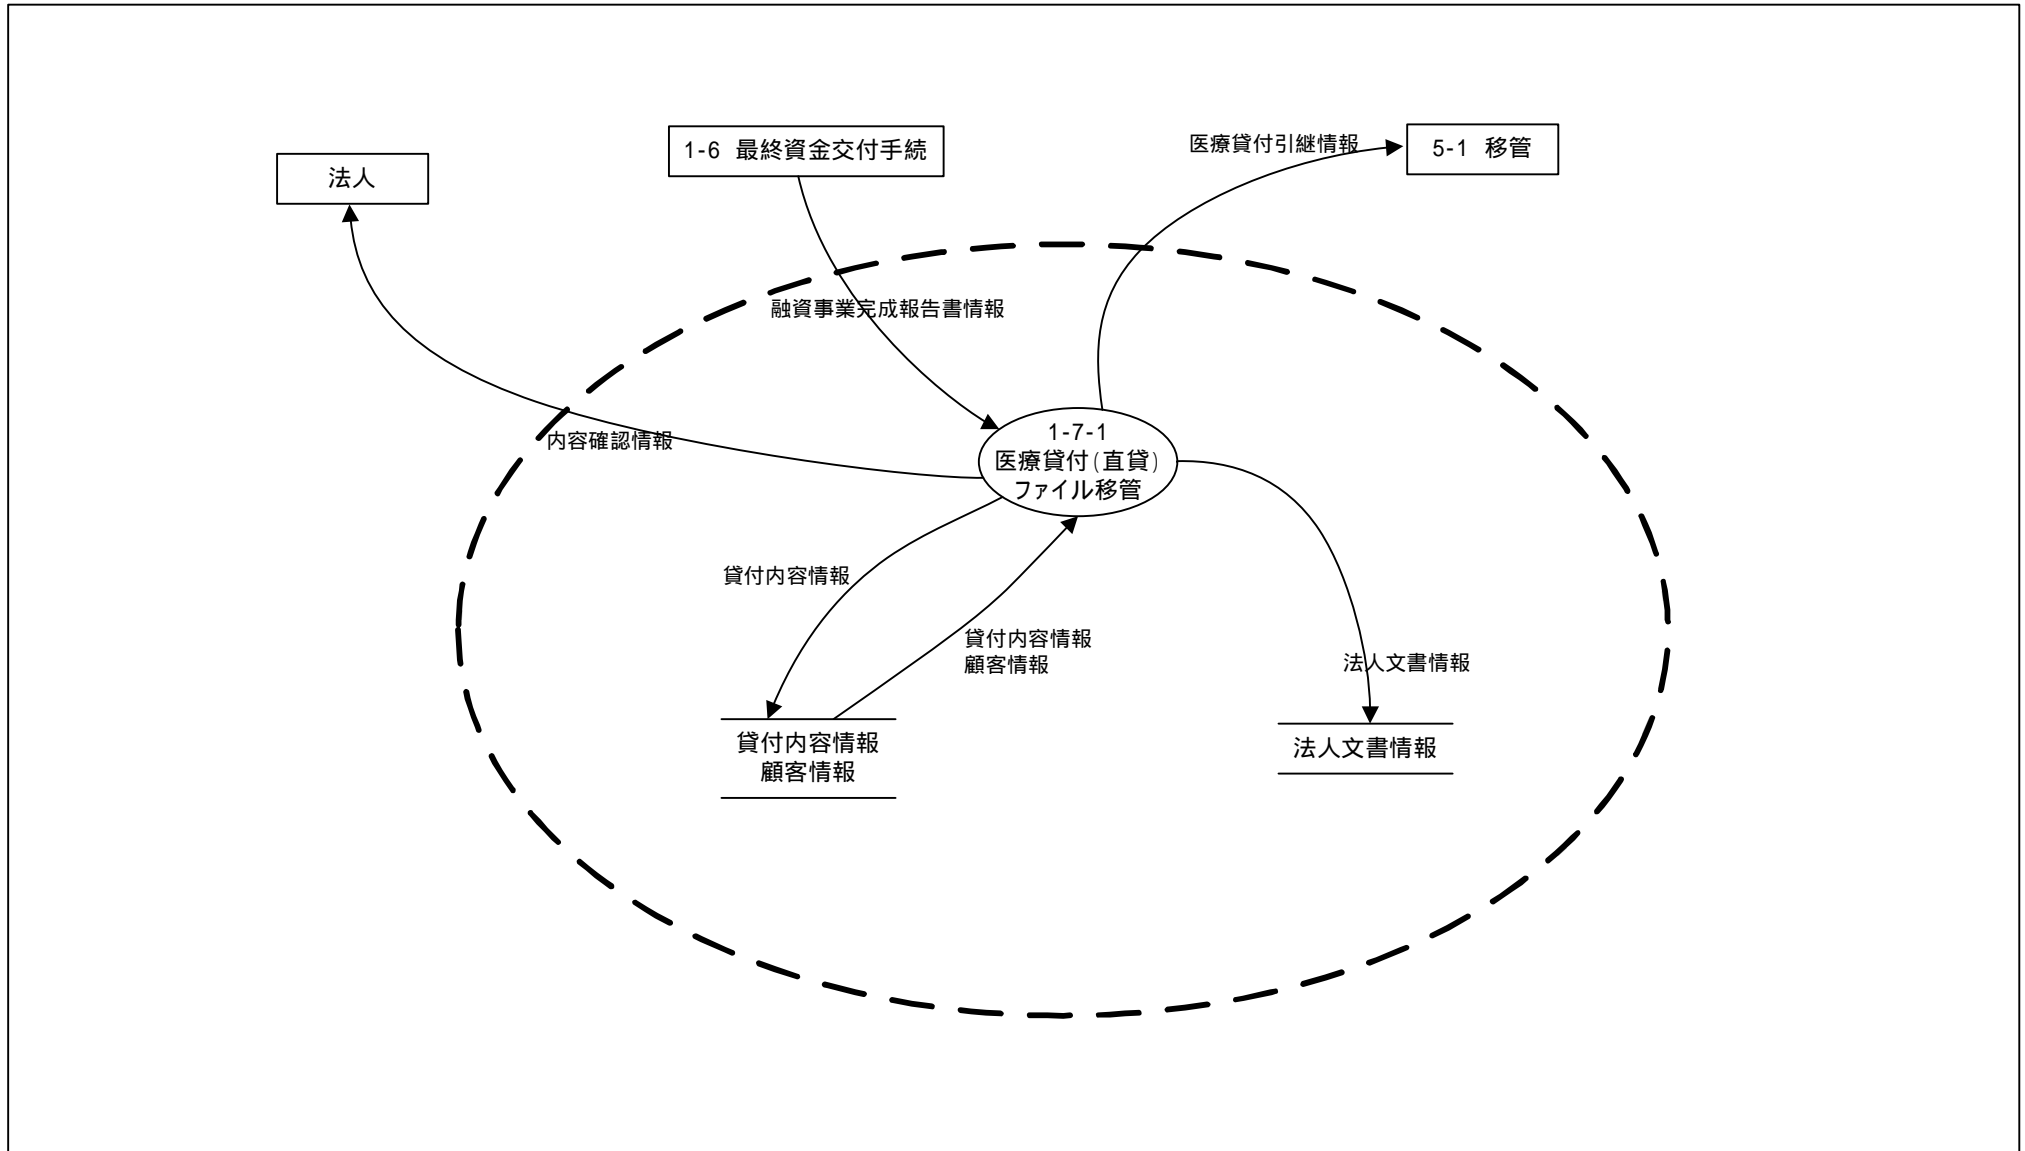 法人
1-6 最終資金交付手続
医療貸付引継情報
5-1 移管
融資事業完成報告書情報
内容確認情報
1-7-1
医療貸付(直貸)
ファイル移管
貸付内容情報
貸付内容情報
顧客情報
法人文書情報
貸付内容情報
顧客情報
法人文書情報